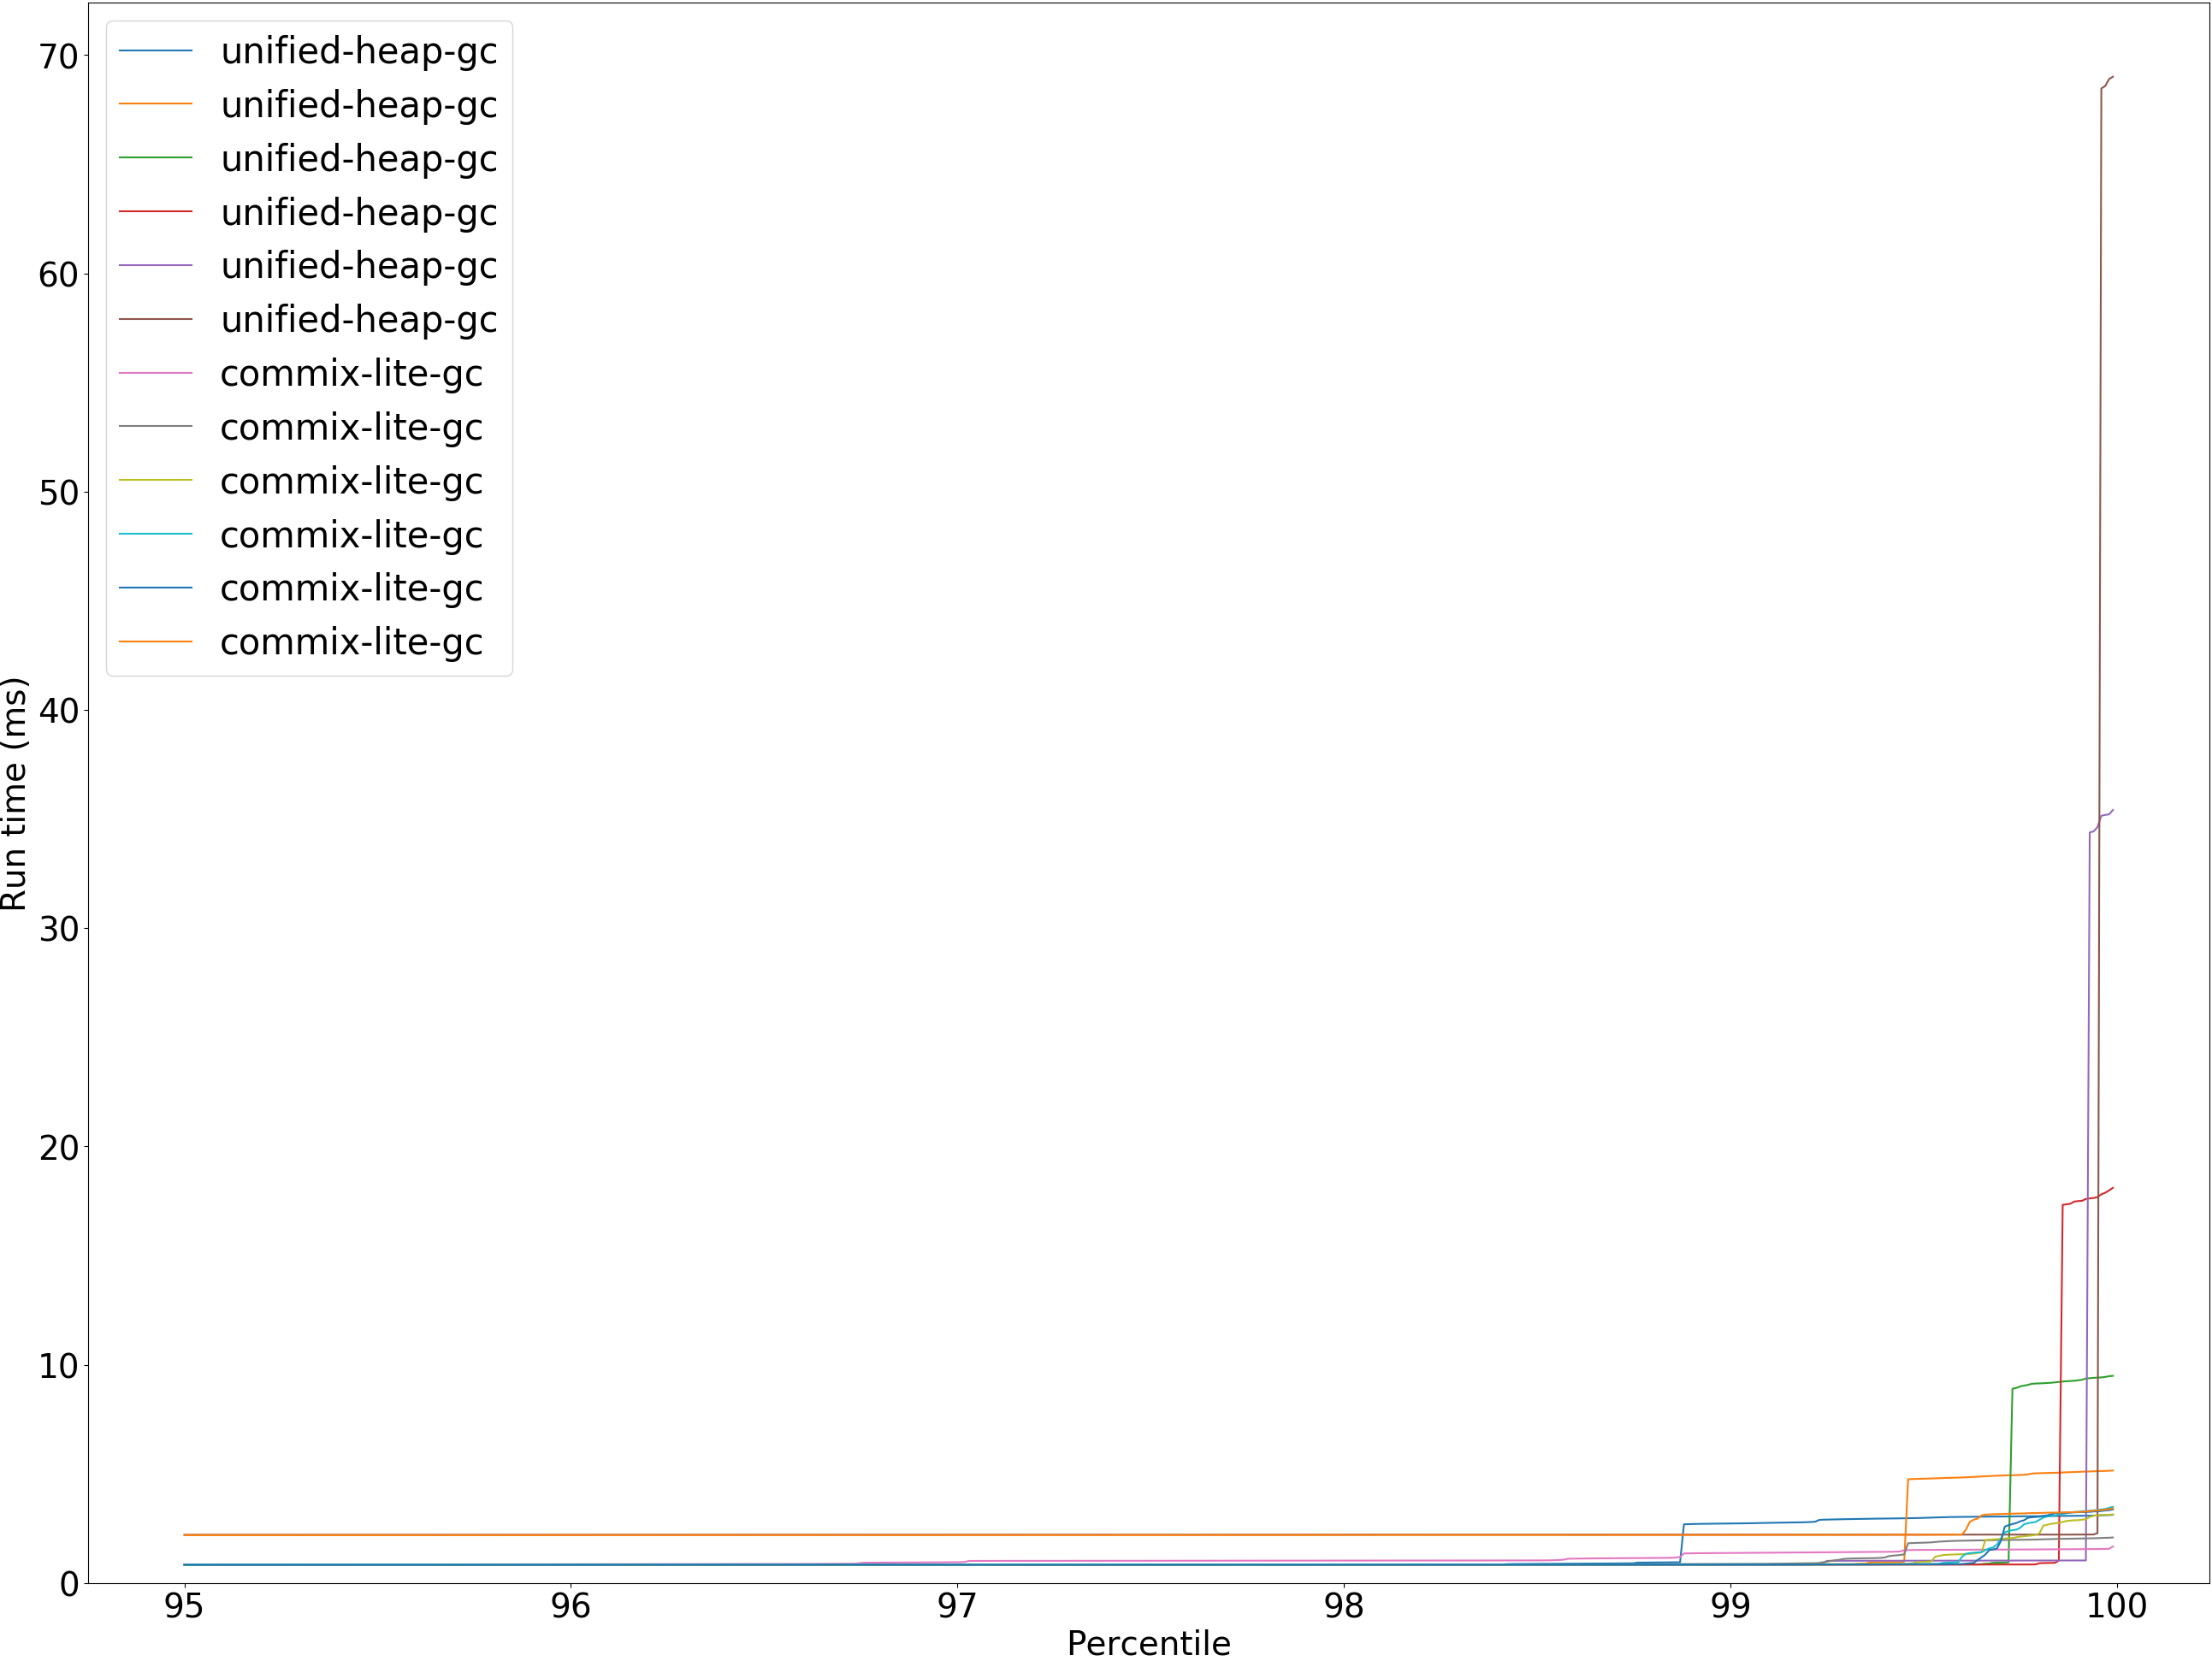 unified-heap-gc
unified-heap-gc
unified-heap-gc
unified-heap-gc
unified-heap-gc
unified-heap-gc
commix-lite-gc
commix-lite-gc
commix-lite-gc
commix-lite-gc
commix-lite-gc
commix-lite-gc
70
60
50
40
30
20
10
0
Run time (ms)
95 96 97 98 99 100
Percentile